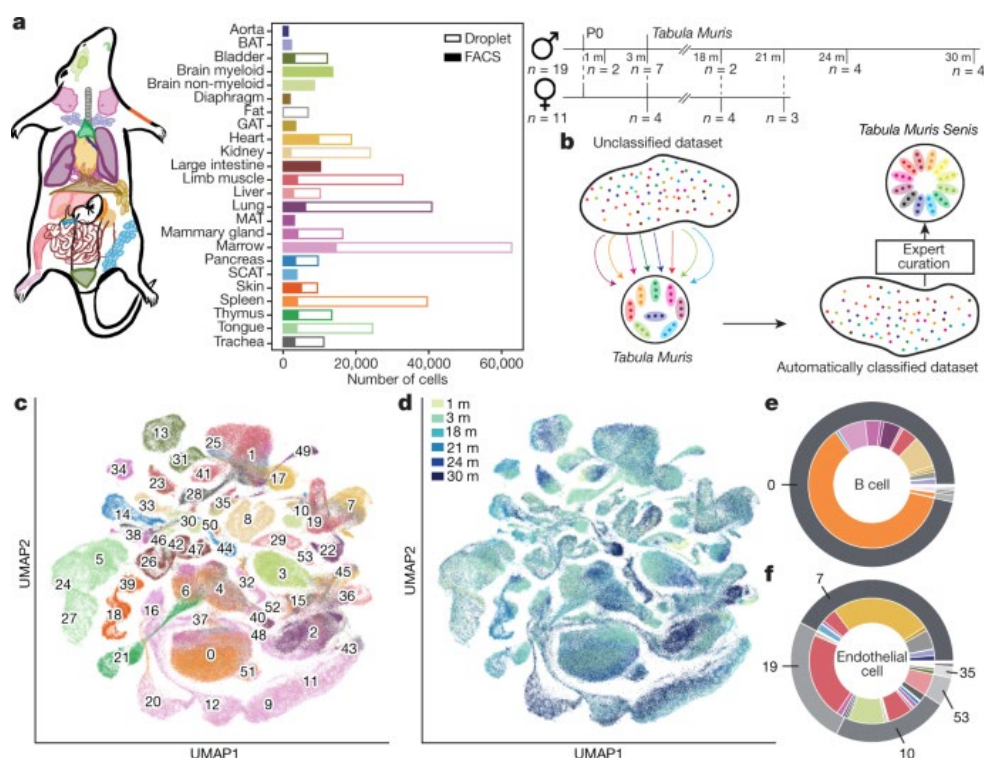 a
Aorta
BAT
Bladder
Brain myeloid
Brain non-myeloid
Diaphragm
Fat
GAT
Heart
Kidney
Large intestine
Limb muscle
Liver
Lung
MAT
Mammary gland
Marrow
Pancreas
SCAT
Skin
Spleen
Thymus
Tongue
Trachea
0 20,000 40,000 60,000
Number of cells
Droplet
FACS
P0 Tabula Muris
♂ 1 m 3 m 18 m 21 m 24 m 30 m
n = 19 n = 2 n = 7 n = 2 n = 4 n = 4
♀
n = 11 n = 4 n = 4 n = 3
b
Unclassified dataset
Tabula Muris
Tabula Muris Senis
Expert
curation
Automatically classified dataset
c
13 25 1 49
34 31 41 17
23 28 35 10 7
14 33 30 50 8 19
38 46 42 47 44 29 22
5 26 53
24 39 6 4 32 3 45
27 18 16 52 15 36
37 40
21 0 48 2 43
51 11
20 12 9
UMAP2
UMAP1
d
1 m
3 m
18 m
21 m
24 m
30 m
UMAP2
UMAP1
e
0
B cell
f
7
19
Endothelial
cell
35
53
10